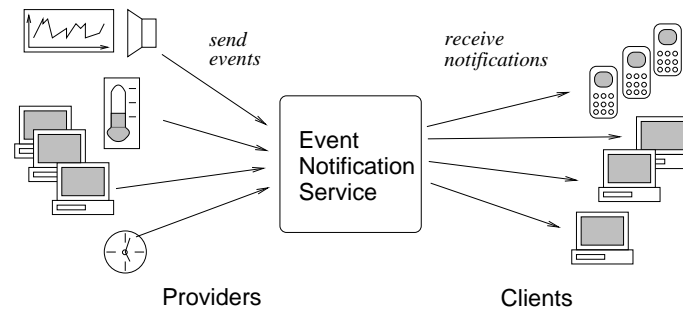 send
events
receive
notifications
Event
Notification
Service
Providers
Clients